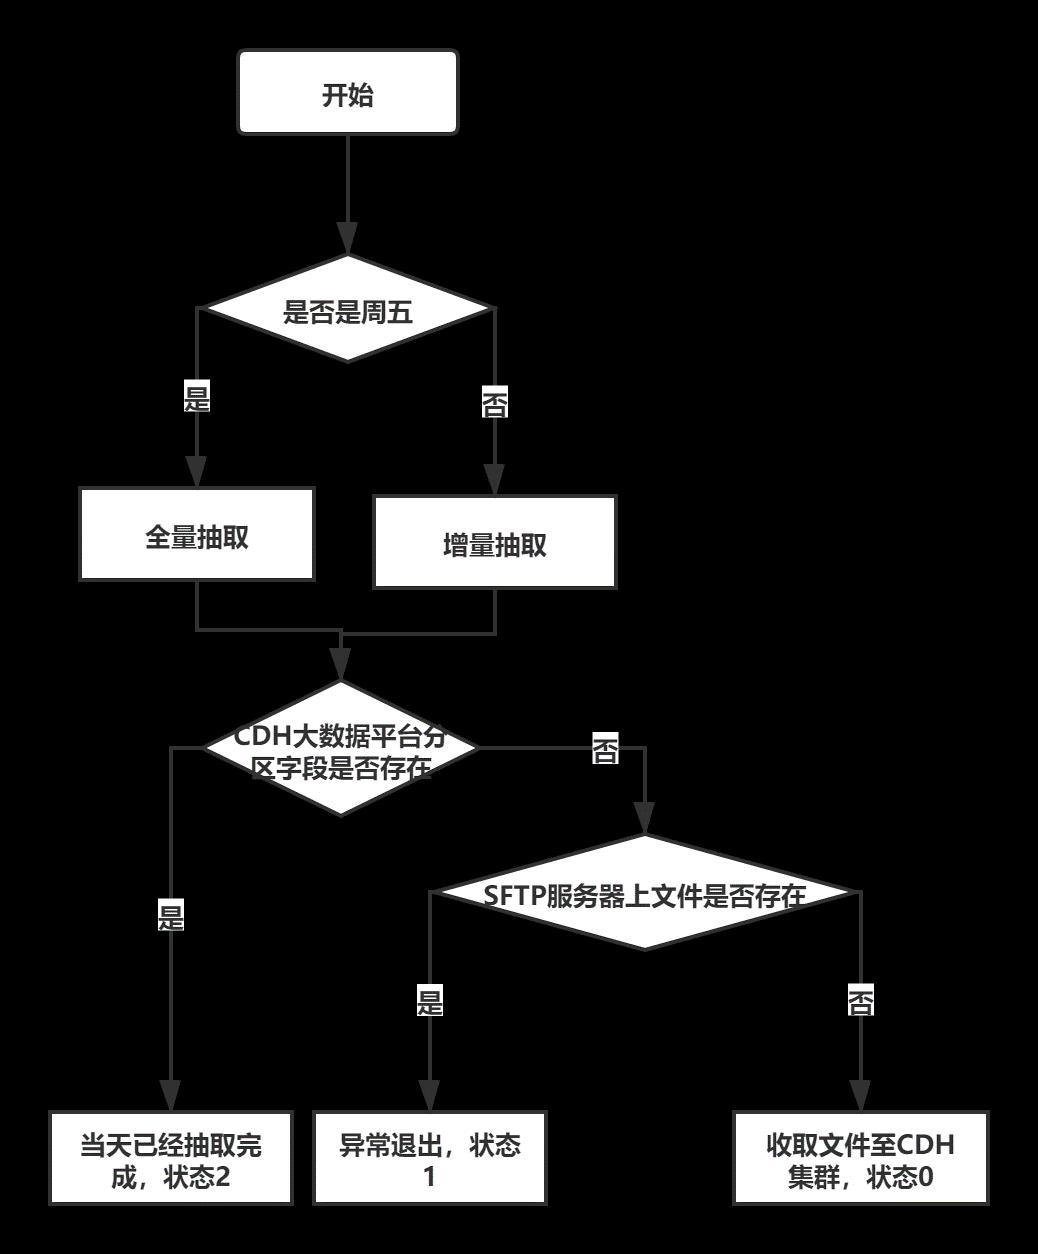 开始
是否是周五
是
否
全量抽取
增量抽取
CDH大数据平台分
区字段是否存在
否
SFTP服务器上文件是否存在
是
是
否
当天已经抽取完
成，状态2
异常退出，状态
1
收取文件至CDH
集群，状态0